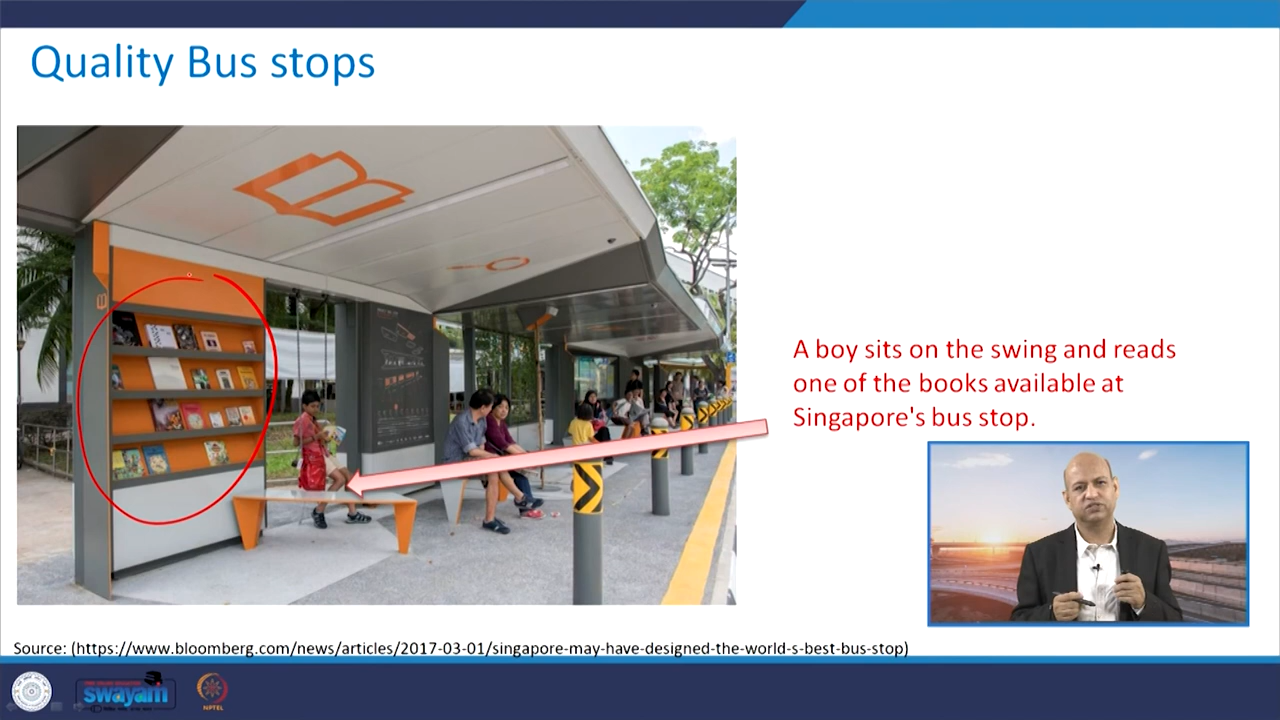 Quality Bus stops
A boy sits on the swing and reads
one of the books available at
Singapore's bus stop.
Source: (https://www.bloomberg.com/news/articles/2017-03-01/singapore-may-have-designed-the-world-s-best-bus-stop)
swayam
NPTEL